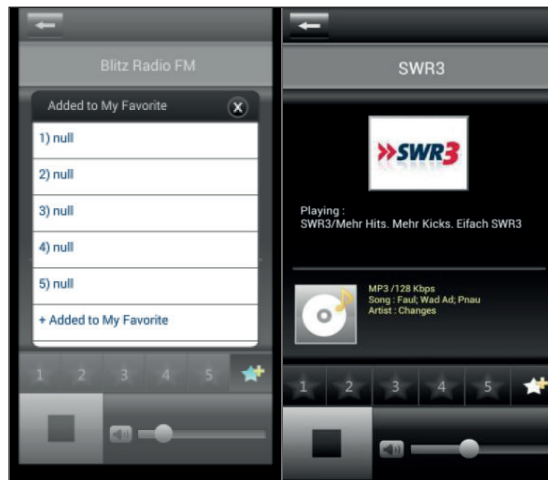 Blitz Radio FM
Added to My Favorite X
1) null
2) null
3) null
4) null
5) null
+ Added to My Favorite
1 2 3 4 5
SWR3
»SWR3
Playing :
SWR3/Mehr Hits. Mehr Kicks. Eifach SWR3
MP3 /128 Kbps
Song : Faul; Wad Ad; Pnau
Artist : Changes
1 2 3 4 5